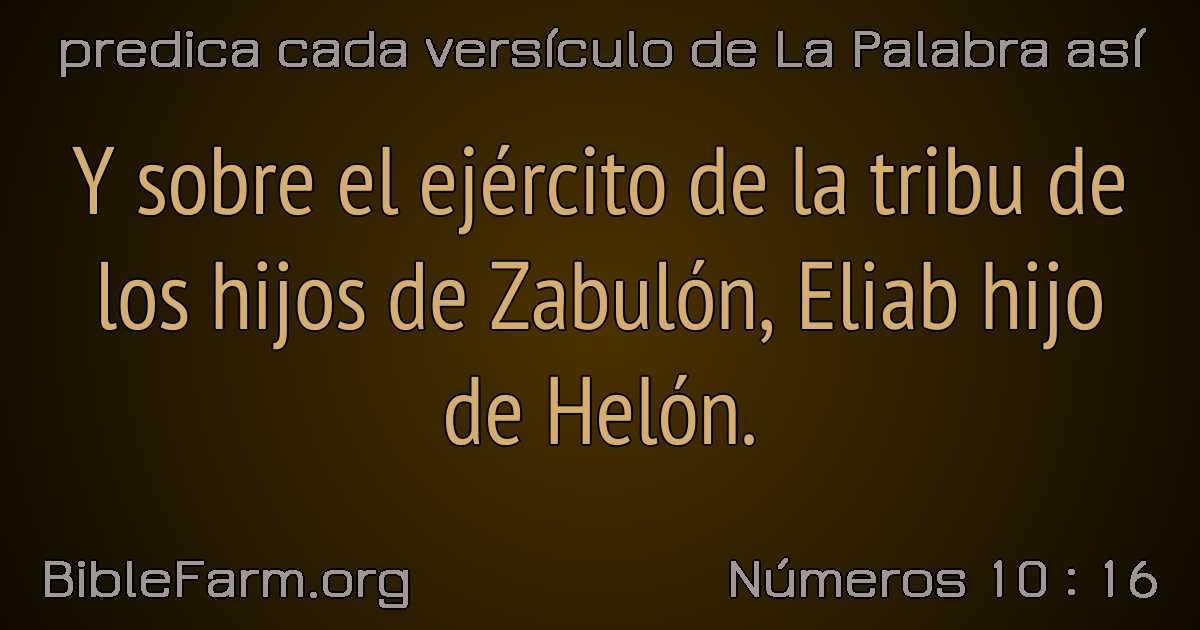 predica cada versículo de La Palabra así
Y sobre el ejército de la tribu de
los hijos de Zabulón, Eliab hijo
de Helón.
BibleFarm.org
Números 10 : 16